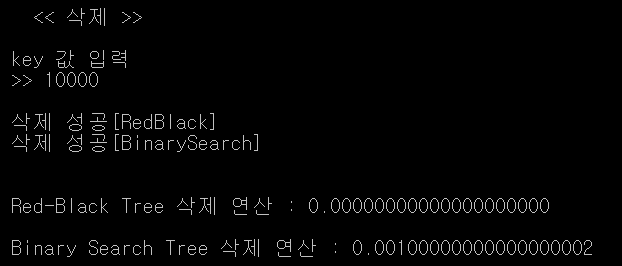 << 삭제 >>
key 값 입력
>> 10000
삭제 성공[RedBlack]
삭제 성공[BinarySearch]
Red-Black Tree 삭제 연산 : 0.00000000000000000000
Binary Search Tree 삭제 연산 : 0.00100000000000000002